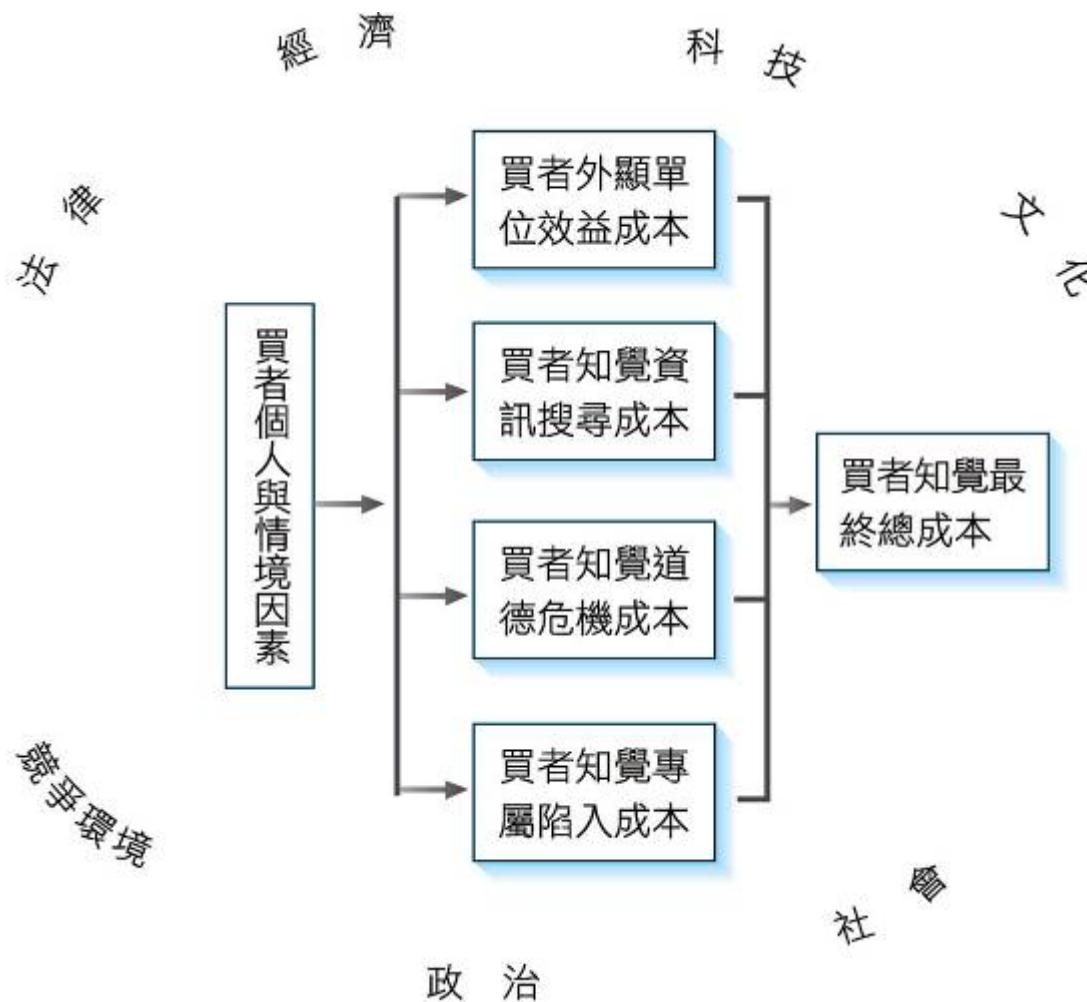 經濟
科技
法律
文化
買者個人與情境因素
買者外顯單
位效益成本
買者知覺資
訊搜尋成本
買者知覺道
德危機成本
買者知覺專
屬陷入成本
買者知覺最
終總成本
競爭環境
社會
政治